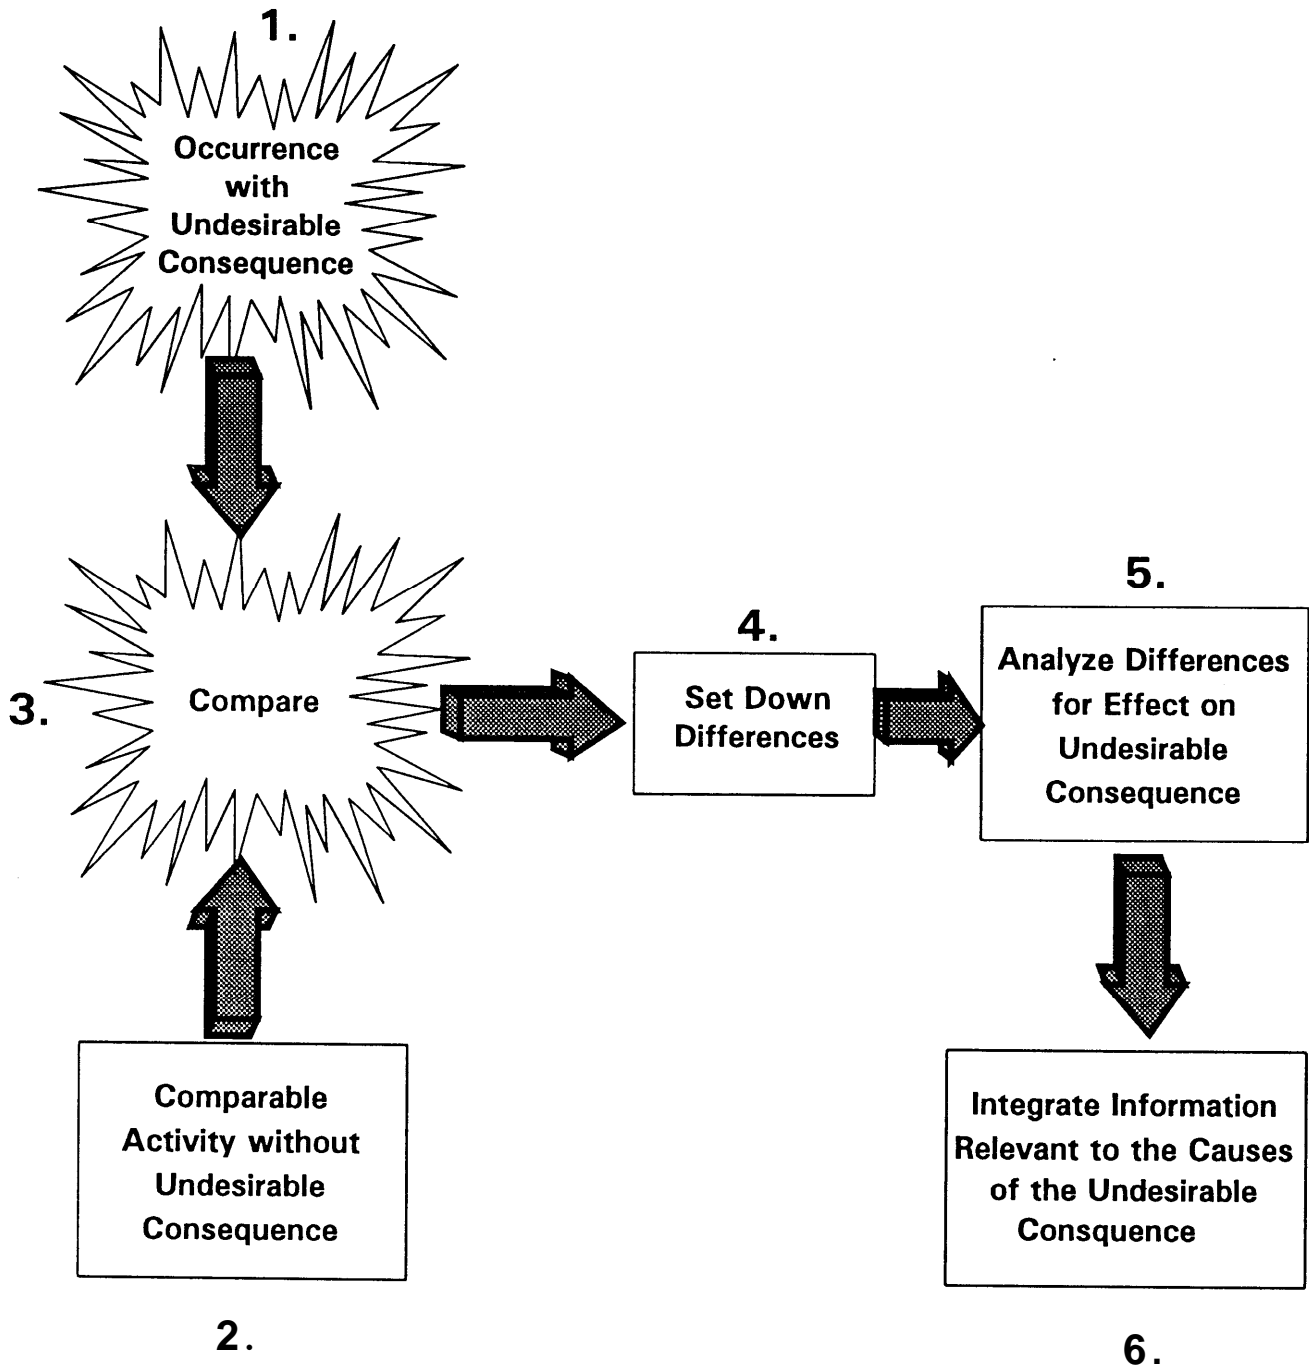 1.
Occurrence
with
Undesirable
Consequence
3.
Compare
4.
Set Down
Differences
5.
Analyze Differences
for Effect on
Undesirable
Consequence
Comparable
Activity without
Undesirable
Consequence
2.
Integrate Information
Relevant to the Causes
of the Undesirable
Consquence
6.